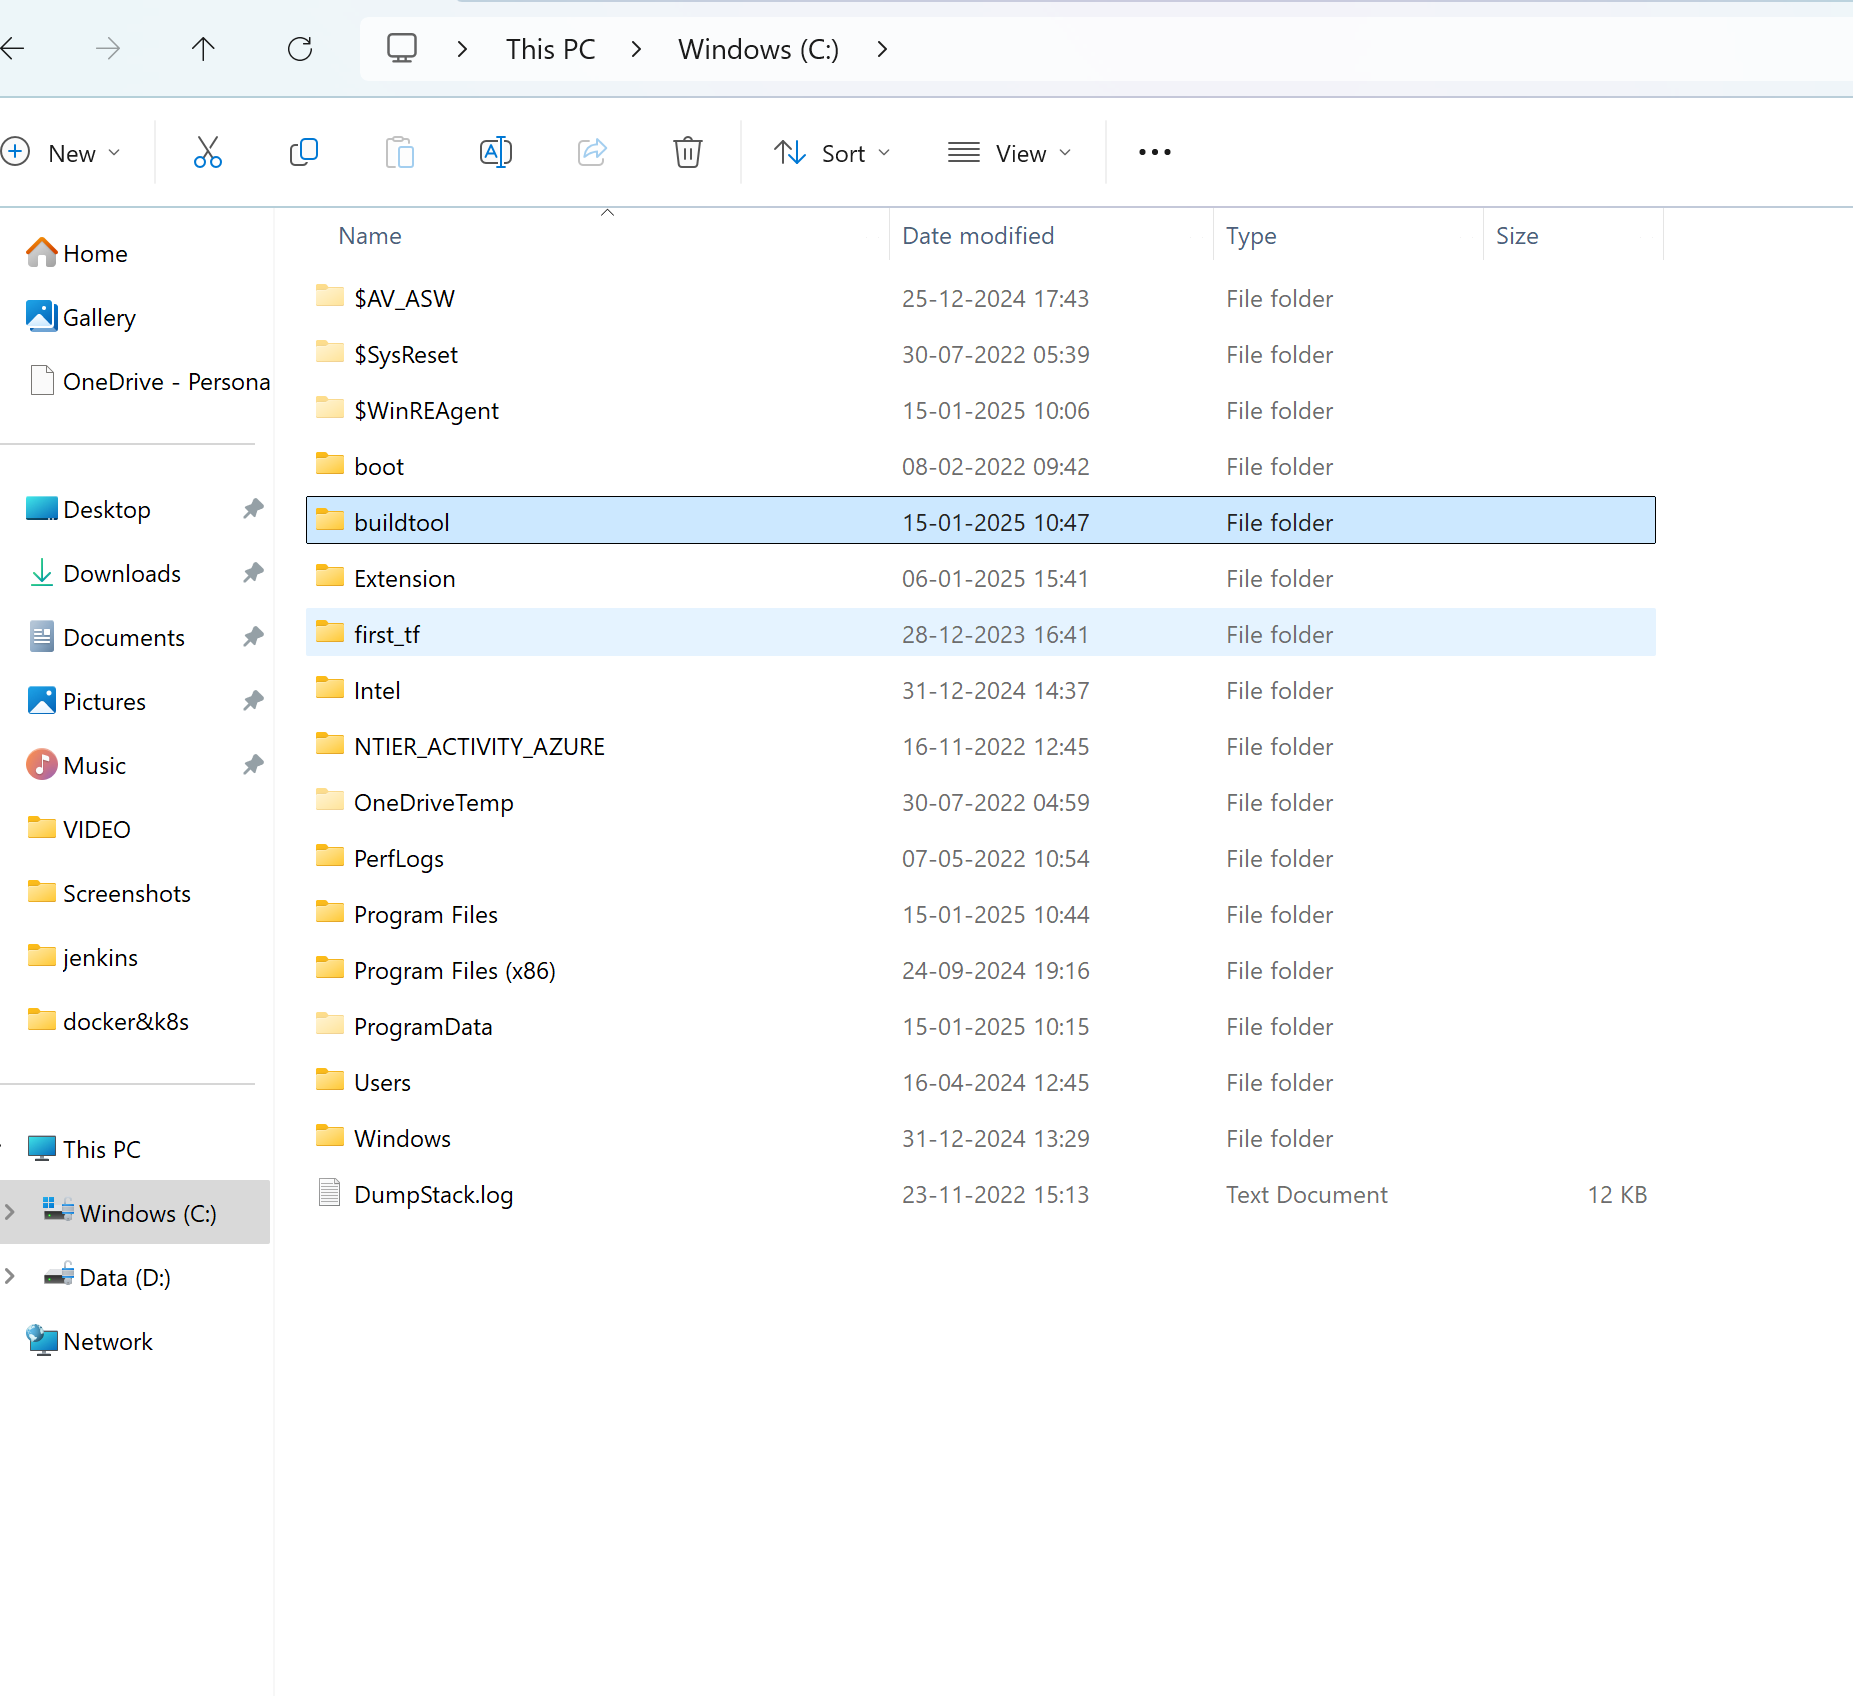 This PC Windows (C:)
New Sort View
Name Date modified Type Size
Home
Gallery
OneDrive - Persona
Desktop
Downloads
Documents
Pictures
Music
VIDEO
Screenshots
jenkins
docker&k8s
This PC
Windows (C:)
Data (D:)
Network
$AV_ASW 25-12-2024 17:43 File folder
$SysReset 30-07-2022 05:39 File folder
$WinREAgent 15-01-2025 10:06 File folder
boot 08-02-2022 09:42 File folder
buildtool 15-01-2025 10:47 File folder
Extension 06-01-2025 15:41 File folder
first_tf 28-12-2023 16:41 File folder
Intel 31-12-2024 14:37 File folder
NTIER_ACTIVITY_AZURE 16-11-2022 12:45 File folder
OneDriveTemp 30-07-2022 04:59 File folder
PerfLogs 07-05-2022 10:54 File folder
Program Files 15-01-2025 10:44 File folder
Program Files (x86) 24-09-2024 19:16 File folder
ProgramData 15-01-2025 10:15 File folder
Users 16-04-2024 12:45 File folder
Windows 31-12-2024 13:29 File folder
DumpStack.log 23-11-2022 15:13 Text Document 12 KB